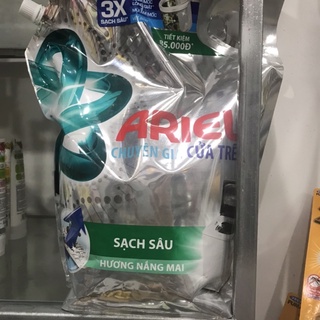 3X
SẠCH SÂU
TIẾT KIỆM
ARIEL
CHUYÊN GIA CỬA TRÊN
SẠCH SÂU
HƯƠNG NẮNG MAI